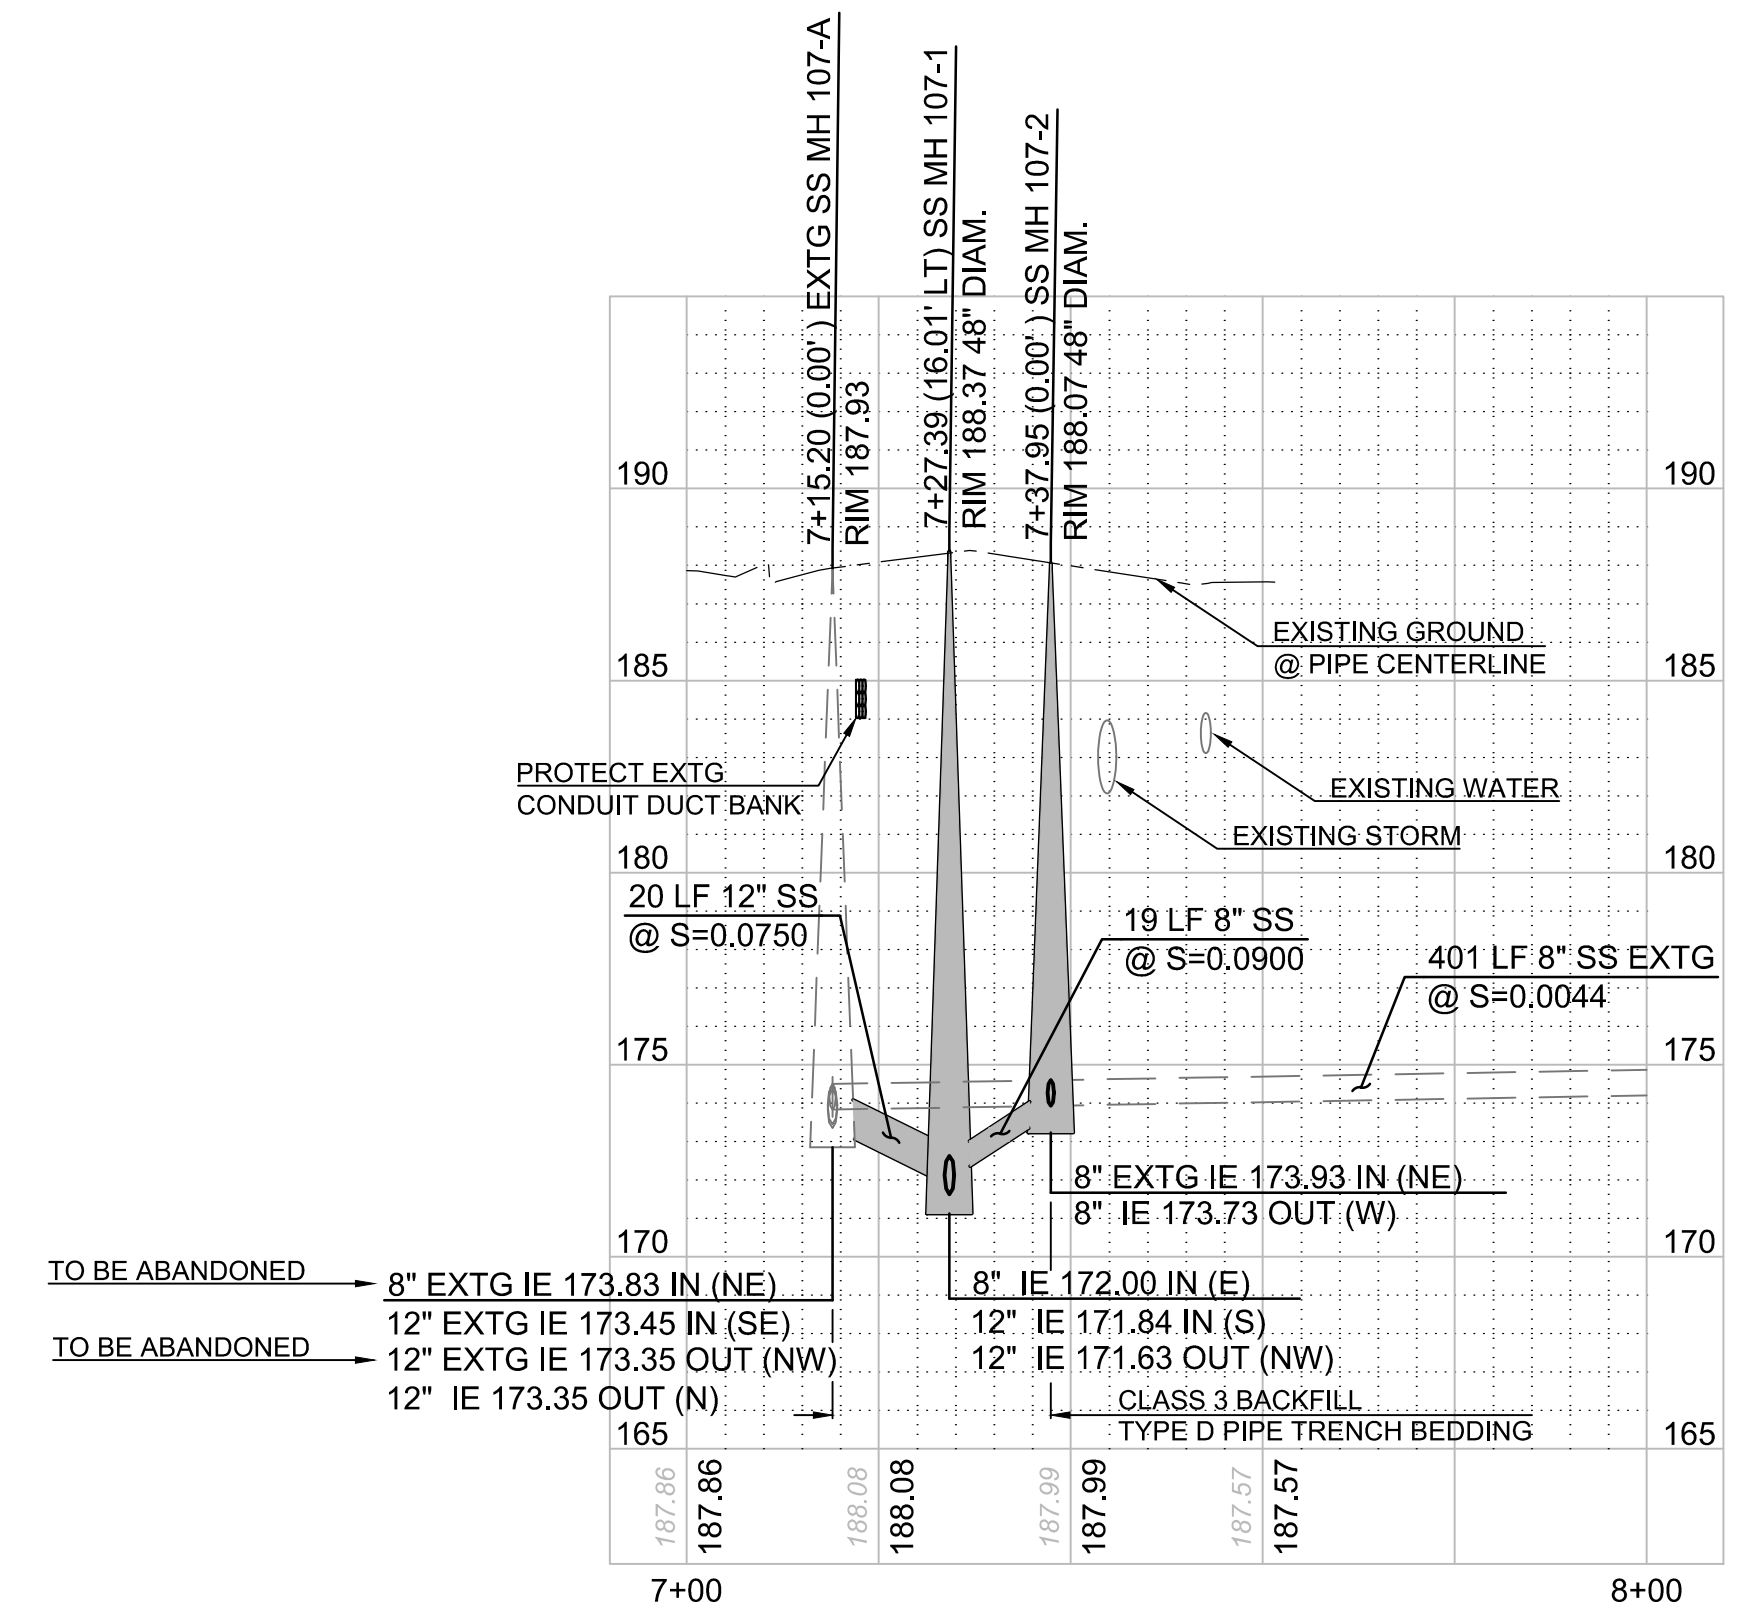 7+15.20 (0.00' ) EXTG SS MH 107-A
RIM 187.93
7+27.39 (16.01' LT) SS MH 107-1
RIM 188.37 48" DIAM.
7+37.95 (0.00' ) SS MH 107-2
RIM 188.07 48" DIAM.
190
190
EXISTING GROUND
@ PIPE CENTERLINE
185
185
PROTECT EXTG
CONDUIT DUCT BANK
EXISTING WATER
EXISTING STORM
180
180
20 LF 12" SS
@ S=0.0750
19 LF 8" SS
@ S=0.0900
401 LF 8" SS EXTG
@ S=0.0044
175
175
8" EXTG IE 173.93 IN (NE)
8" IE 173.73 OUT (W)
170
170
TO BE ABANDONED
8" EXTG IE 173.83 IN (NE)
12" EXTG IE 173.45 IN (SE)
TO BE ABANDONED
12" EXTG IE 173.35 OUT (NW)
12" IE 173.35 OUT (N)
8" IE 172.00 IN (E)
12" IE 171.84 IN (S)
12" IE 171.63 OUT (NW)
CLASS 3 BACKFILL
TYPE D PIPE TRENCH BEDDING
165
165
187.86
187.86
188.08
188.08
187.99
187.99
187.57
187.57
7+00
8+00